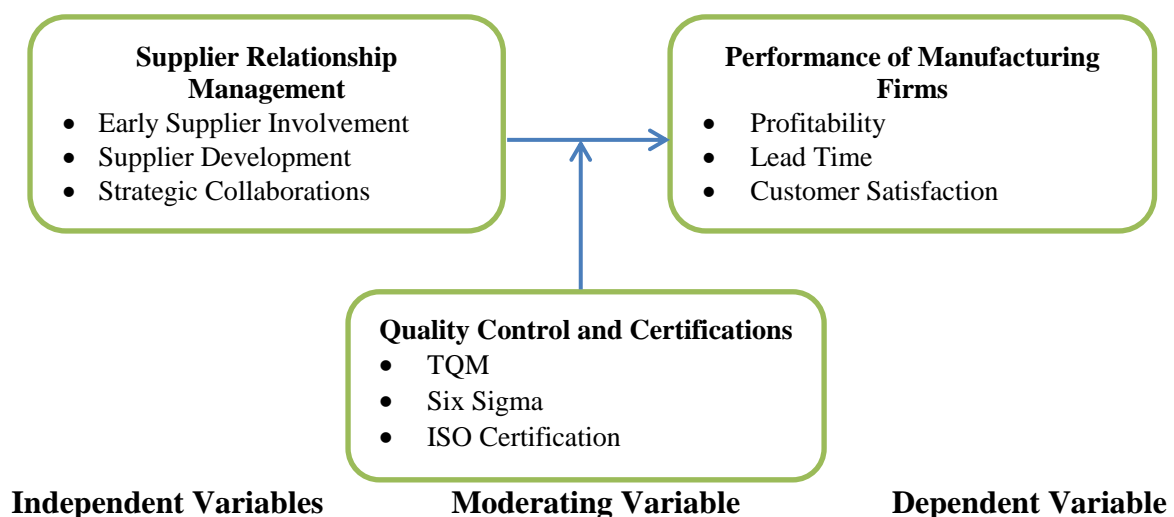 Supplier Relationship
Management
• Early Supplier Involvement
• Supplier Development
• Strategic Collaborations
Performance of Manufacturing
Firms
• Profitability
• Lead Time
• Customer Satisfaction
Quality Control and Certifications
• TQM
• Six Sigma
• ISO Certification
Independent Variables Moderating Variable Dependent Variable